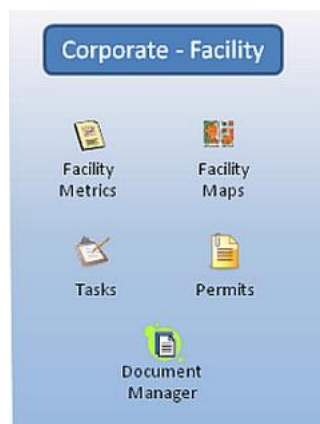 Corporate - Facility
Facility
Metrics
Facility
Maps
Tasks
Permits
Document
Manager